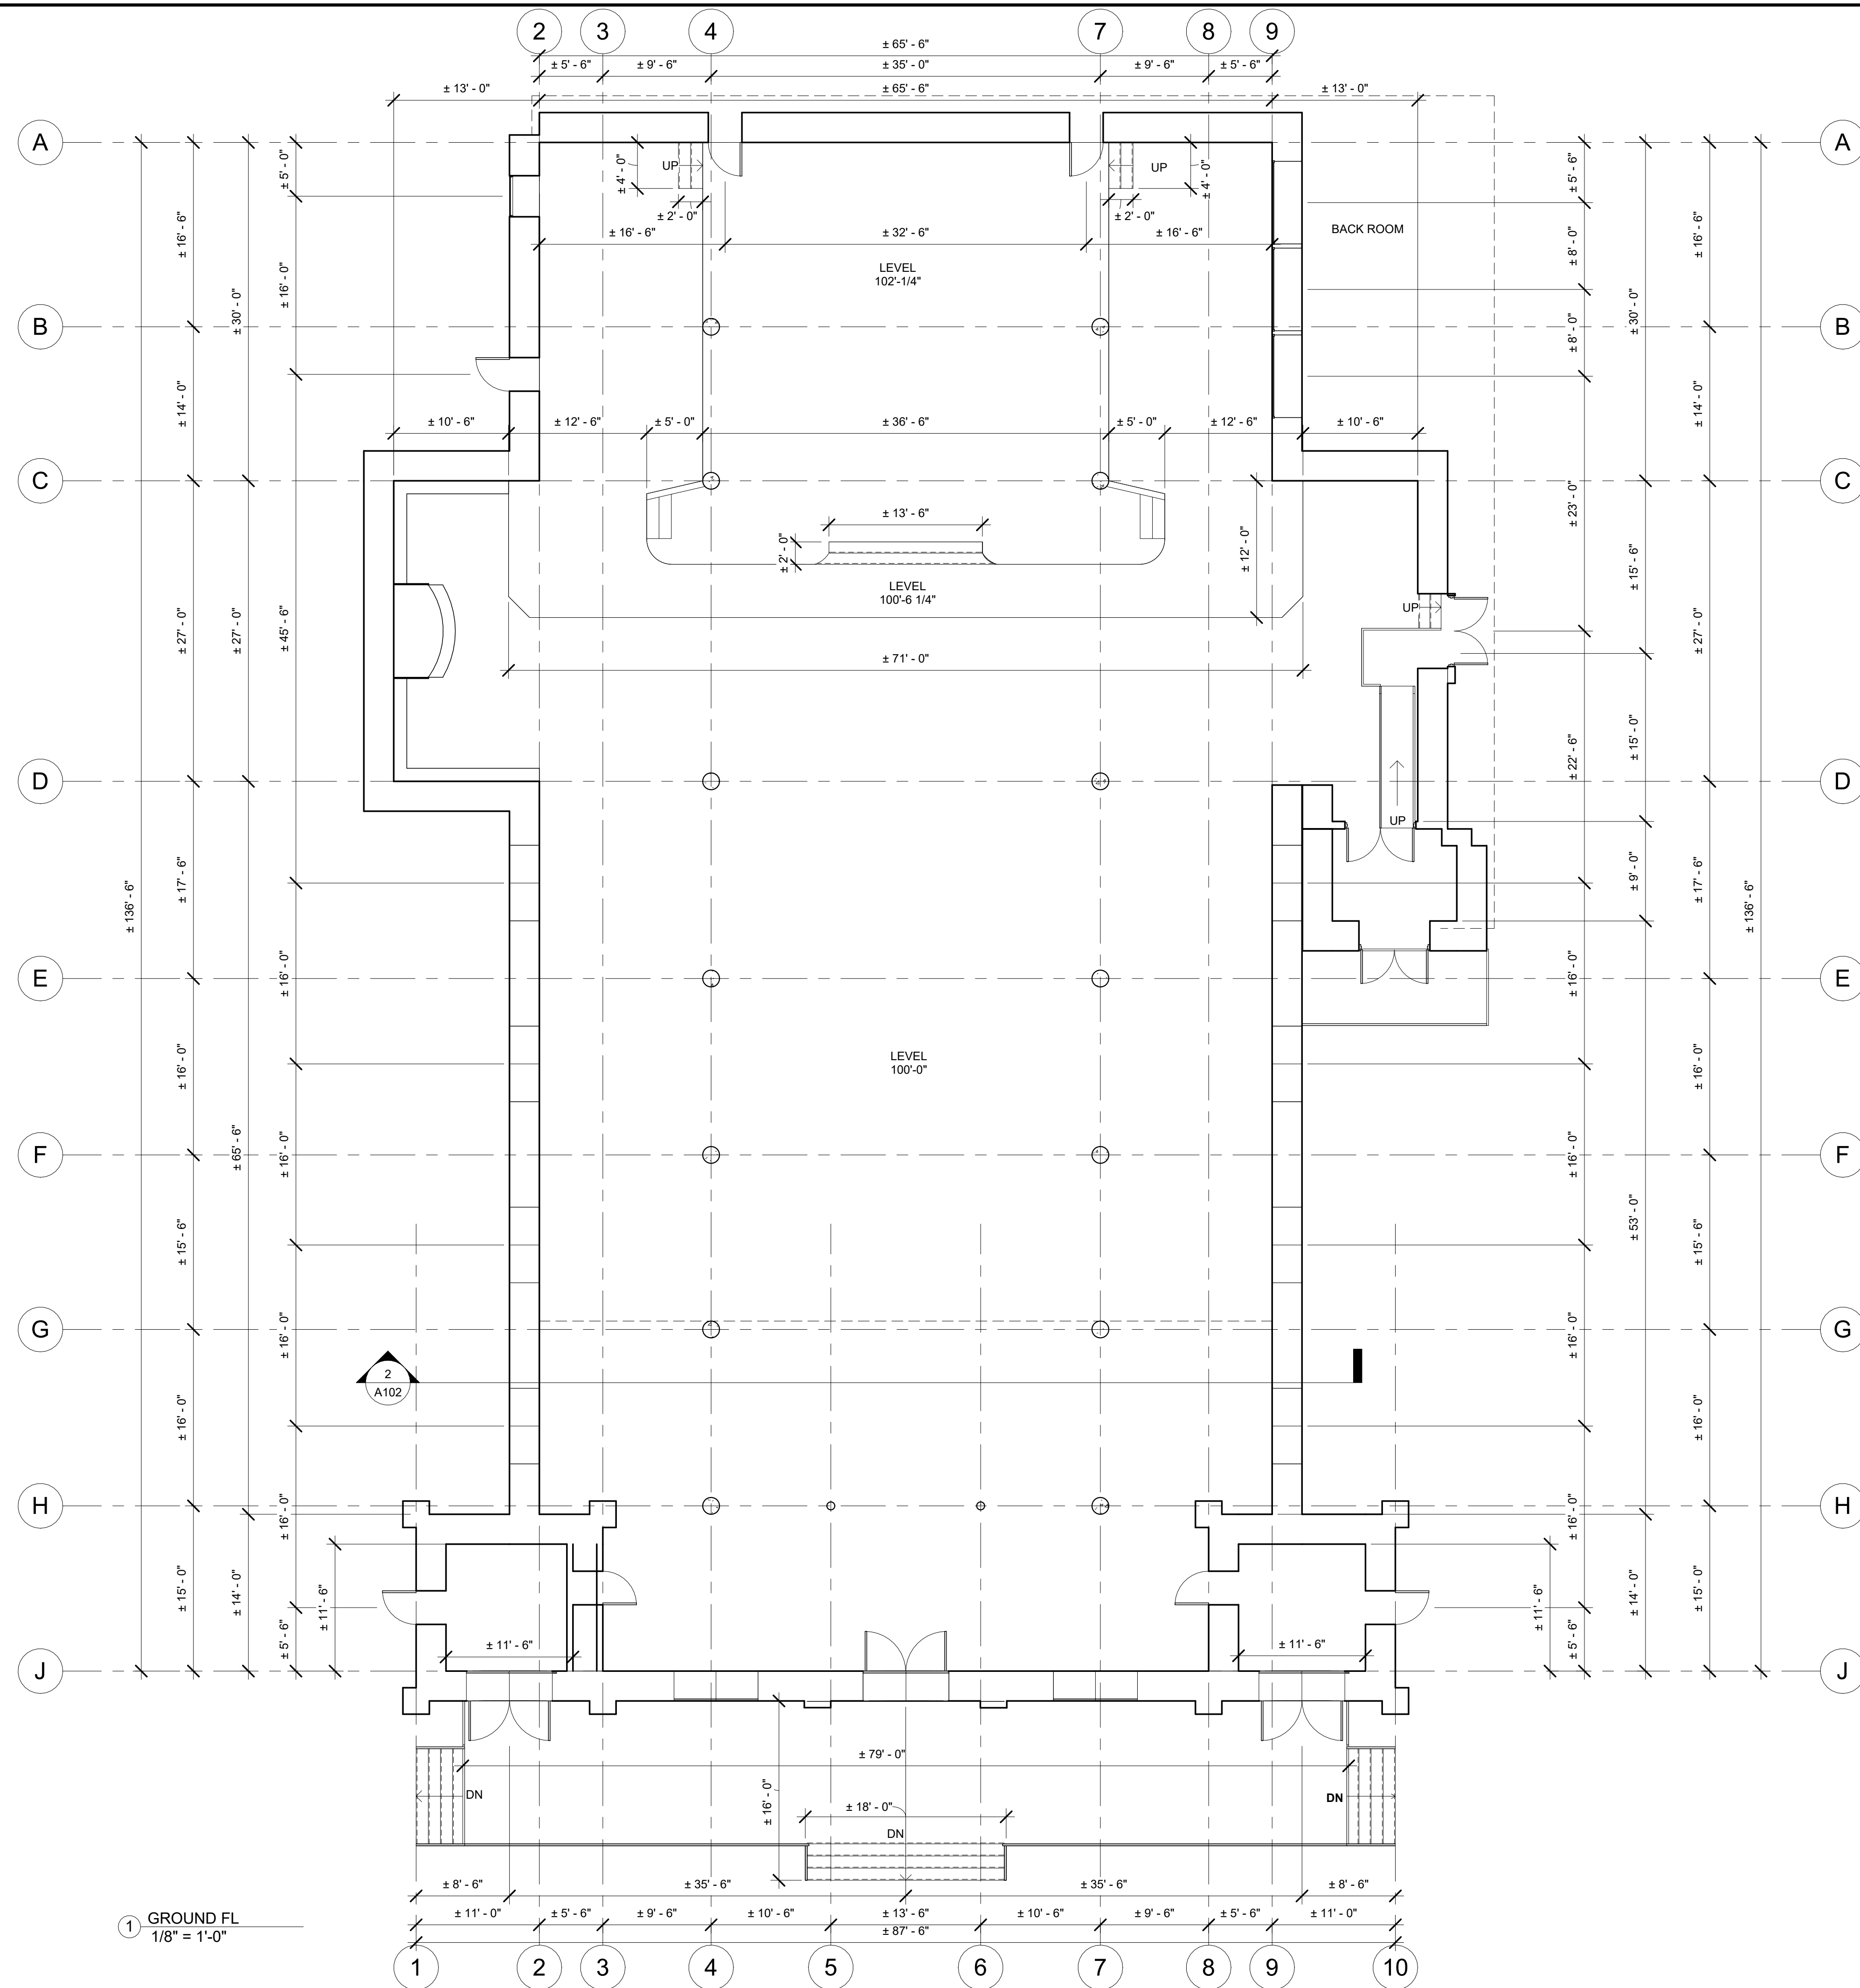 2 3 4 7 8 9
± 65' - 6"
± 5' - 6" ± 9' - 6" ± 35' - 0" ± 9' - 6" ± 5' - 6"
± 13' - 0" ± 65' - 6" ± 13' - 0"
A A
± 5' - 0" ± 4' - 0" UP UP ± 4' - 0" ± 5' - 6"
± 2' - 0" ± 2' - 0"
± 16' - 6" ± 16' - 6" ± 32' - 6" ± 16' - 6" BACK ROOM ± 8' - 0" ± 16' - 6"
± 16' - 0" LEVEL
102'-1/4"
± 30' - 0" ± 8' - 0" ± 30' - 0"
B B
± 14' - 0" ± 14' - 0"
± 10' - 6" ± 12' - 6" ± 5' - 0" ± 36' - 6" ± 5' - 0" ± 12' - 6" ± 10' - 6"
C C
± 13' - 6" ± 23' - 0"
± 2' - 0" ± 12' - 0" ± 15' - 6"
LEVEL
100'-6 1/4"
UP
± 27' - 0" ± 27' - 0" ± 45' - 6" ± 27' - 0"
± 71' - 0"
± 22' - 6" ± 15' - 0"
D D
UP
± 136' - 6" ± 17' - 6" ± 9' - 0" ± 17' - 6" ± 136' - 6"
E ± 16' - 0" ± 16' - 0" E
LEVEL
100'-0"
± 16' - 0" ± 16' - 0"
F ± 65' - 6" ± 16' - 0" ± 16' - 0" F
± 15' - 6" ± 53' - 0" ± 15' - 6"
G ± 16' - 0" ± 16' - 0" G
2
A102
± 16' - 0" ± 16' - 0"
H ± 16' - 0" ± 16' - 0" H
± 15' - 0" ± 14' - 0" ± 11' - 6" ± 11' - 6" ± 14' - 0" ± 15' - 0"
± 5' - 6" ± 11' - 6" ± 11' - 6" ± 5' - 6"
J J
± 79' - 0"
DN ± 16' - 0" ± 18' - 0" DN
DN
± 8' - 6" ± 35' - 6" ± 35' - 6" ± 8' - 6"
± 11' - 0" ± 5' - 6" ± 9' - 6" ± 10' - 6" ± 13' - 6" ± 10' - 6" ± 9' - 6" ± 5' - 6" ± 11' - 0"
± 87' - 6"
1 GROUND FL
1/8" = 1'-0"
1 2 3 4 5 6 7 8 9 10